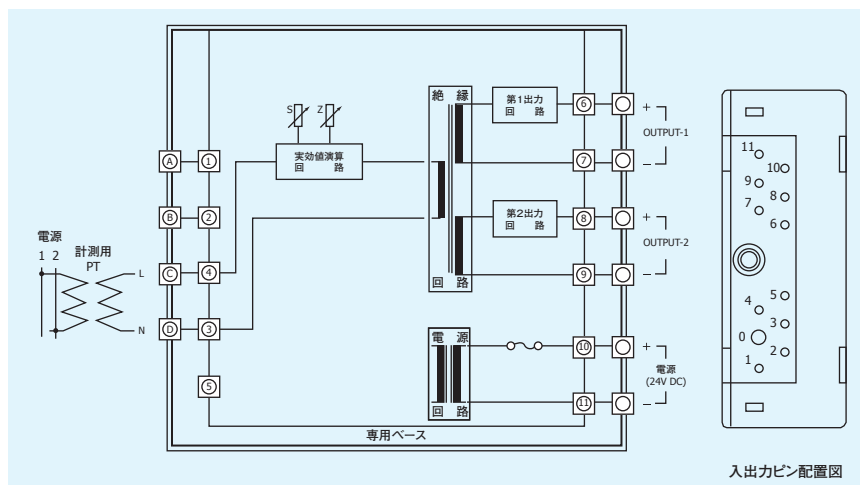 絶 縁
第1出力
回 路
⑥
+
OUTPUT-1
S Z
実効値演算
回 路
Ⓐ ①
⑦
−
Ⓑ ②
第2出力
回 路
⑧
+
OUTPUT-2
電源
1 2
計測用
PT
L
Ⓒ ④
回 路
⑨
−
N
Ⓓ ③
電 源
⑩
+
電源
(24V DC)
⑤
回 路
⑪
−
専用ベース
11
10
9
8
7
6
5
4
3
0
2
1
入出力ピン配置図